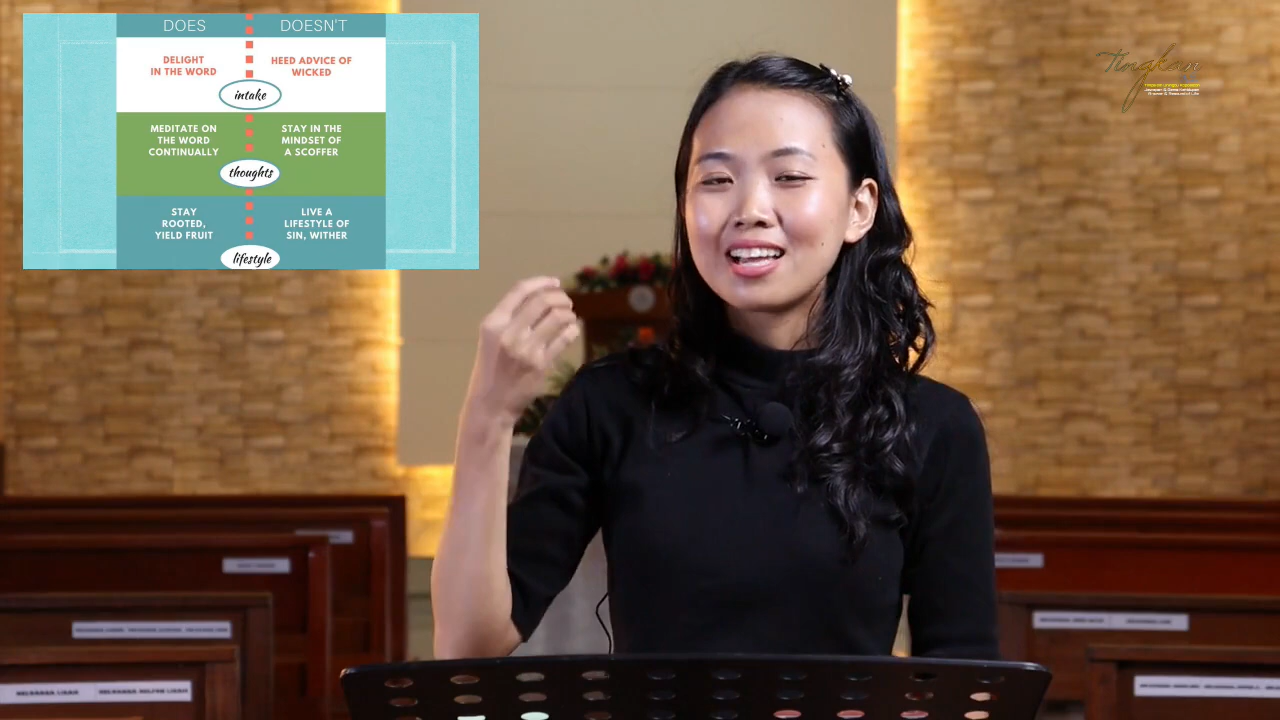 DOES
DOESN'T
DELIGHT
IN THE WORD
HEED ADVICE OF
WICKED
intake
MEDITATE ON
THE WORD
CONTINUALLY
STAY IN THE
MINDSET OF
A SCOFFER
thoughts
STAY
ROOTED,
YIELD FRUIT
LIVE A
LIFESTYLE OF
SIN, WITHER
lifestyle
Tingkan